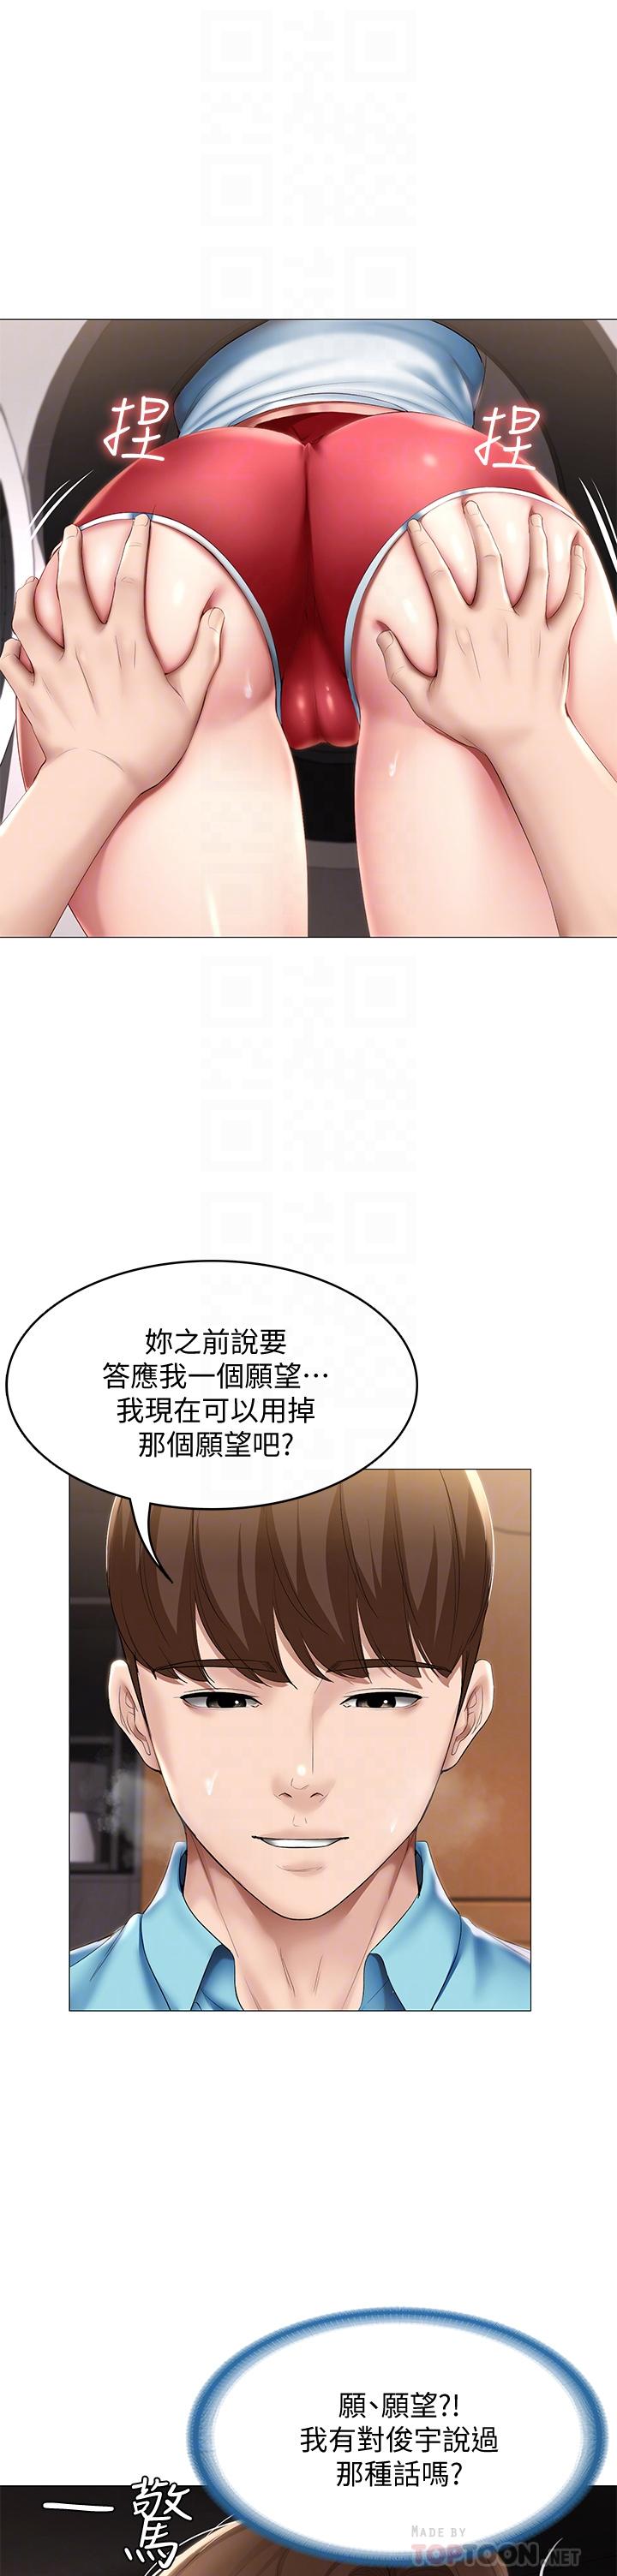 捏
捏
妳之前說要
答應我一個願望⋯
我現在可以用掉
那個願望吧?
願、願望?!
我有對俊宇說過
那種話嗎?
一驚
MADE BY
TOPTOON.NET